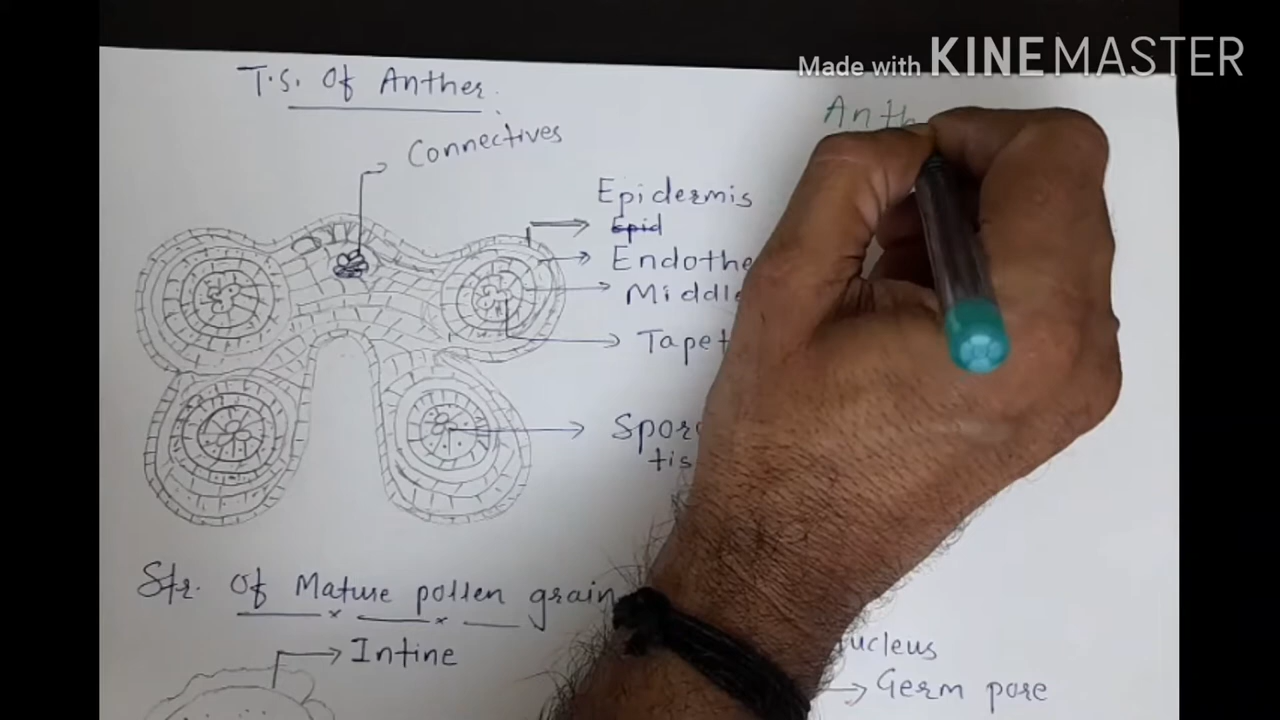 Made with KINEMASTER
T.S. Of Anther
Anth
Connectives
Epidermis
Epid
Endothe
Middle
Tapet
Spor
tis
Str. Of Mature pollen grain
Intine
ucleus
Germ pore